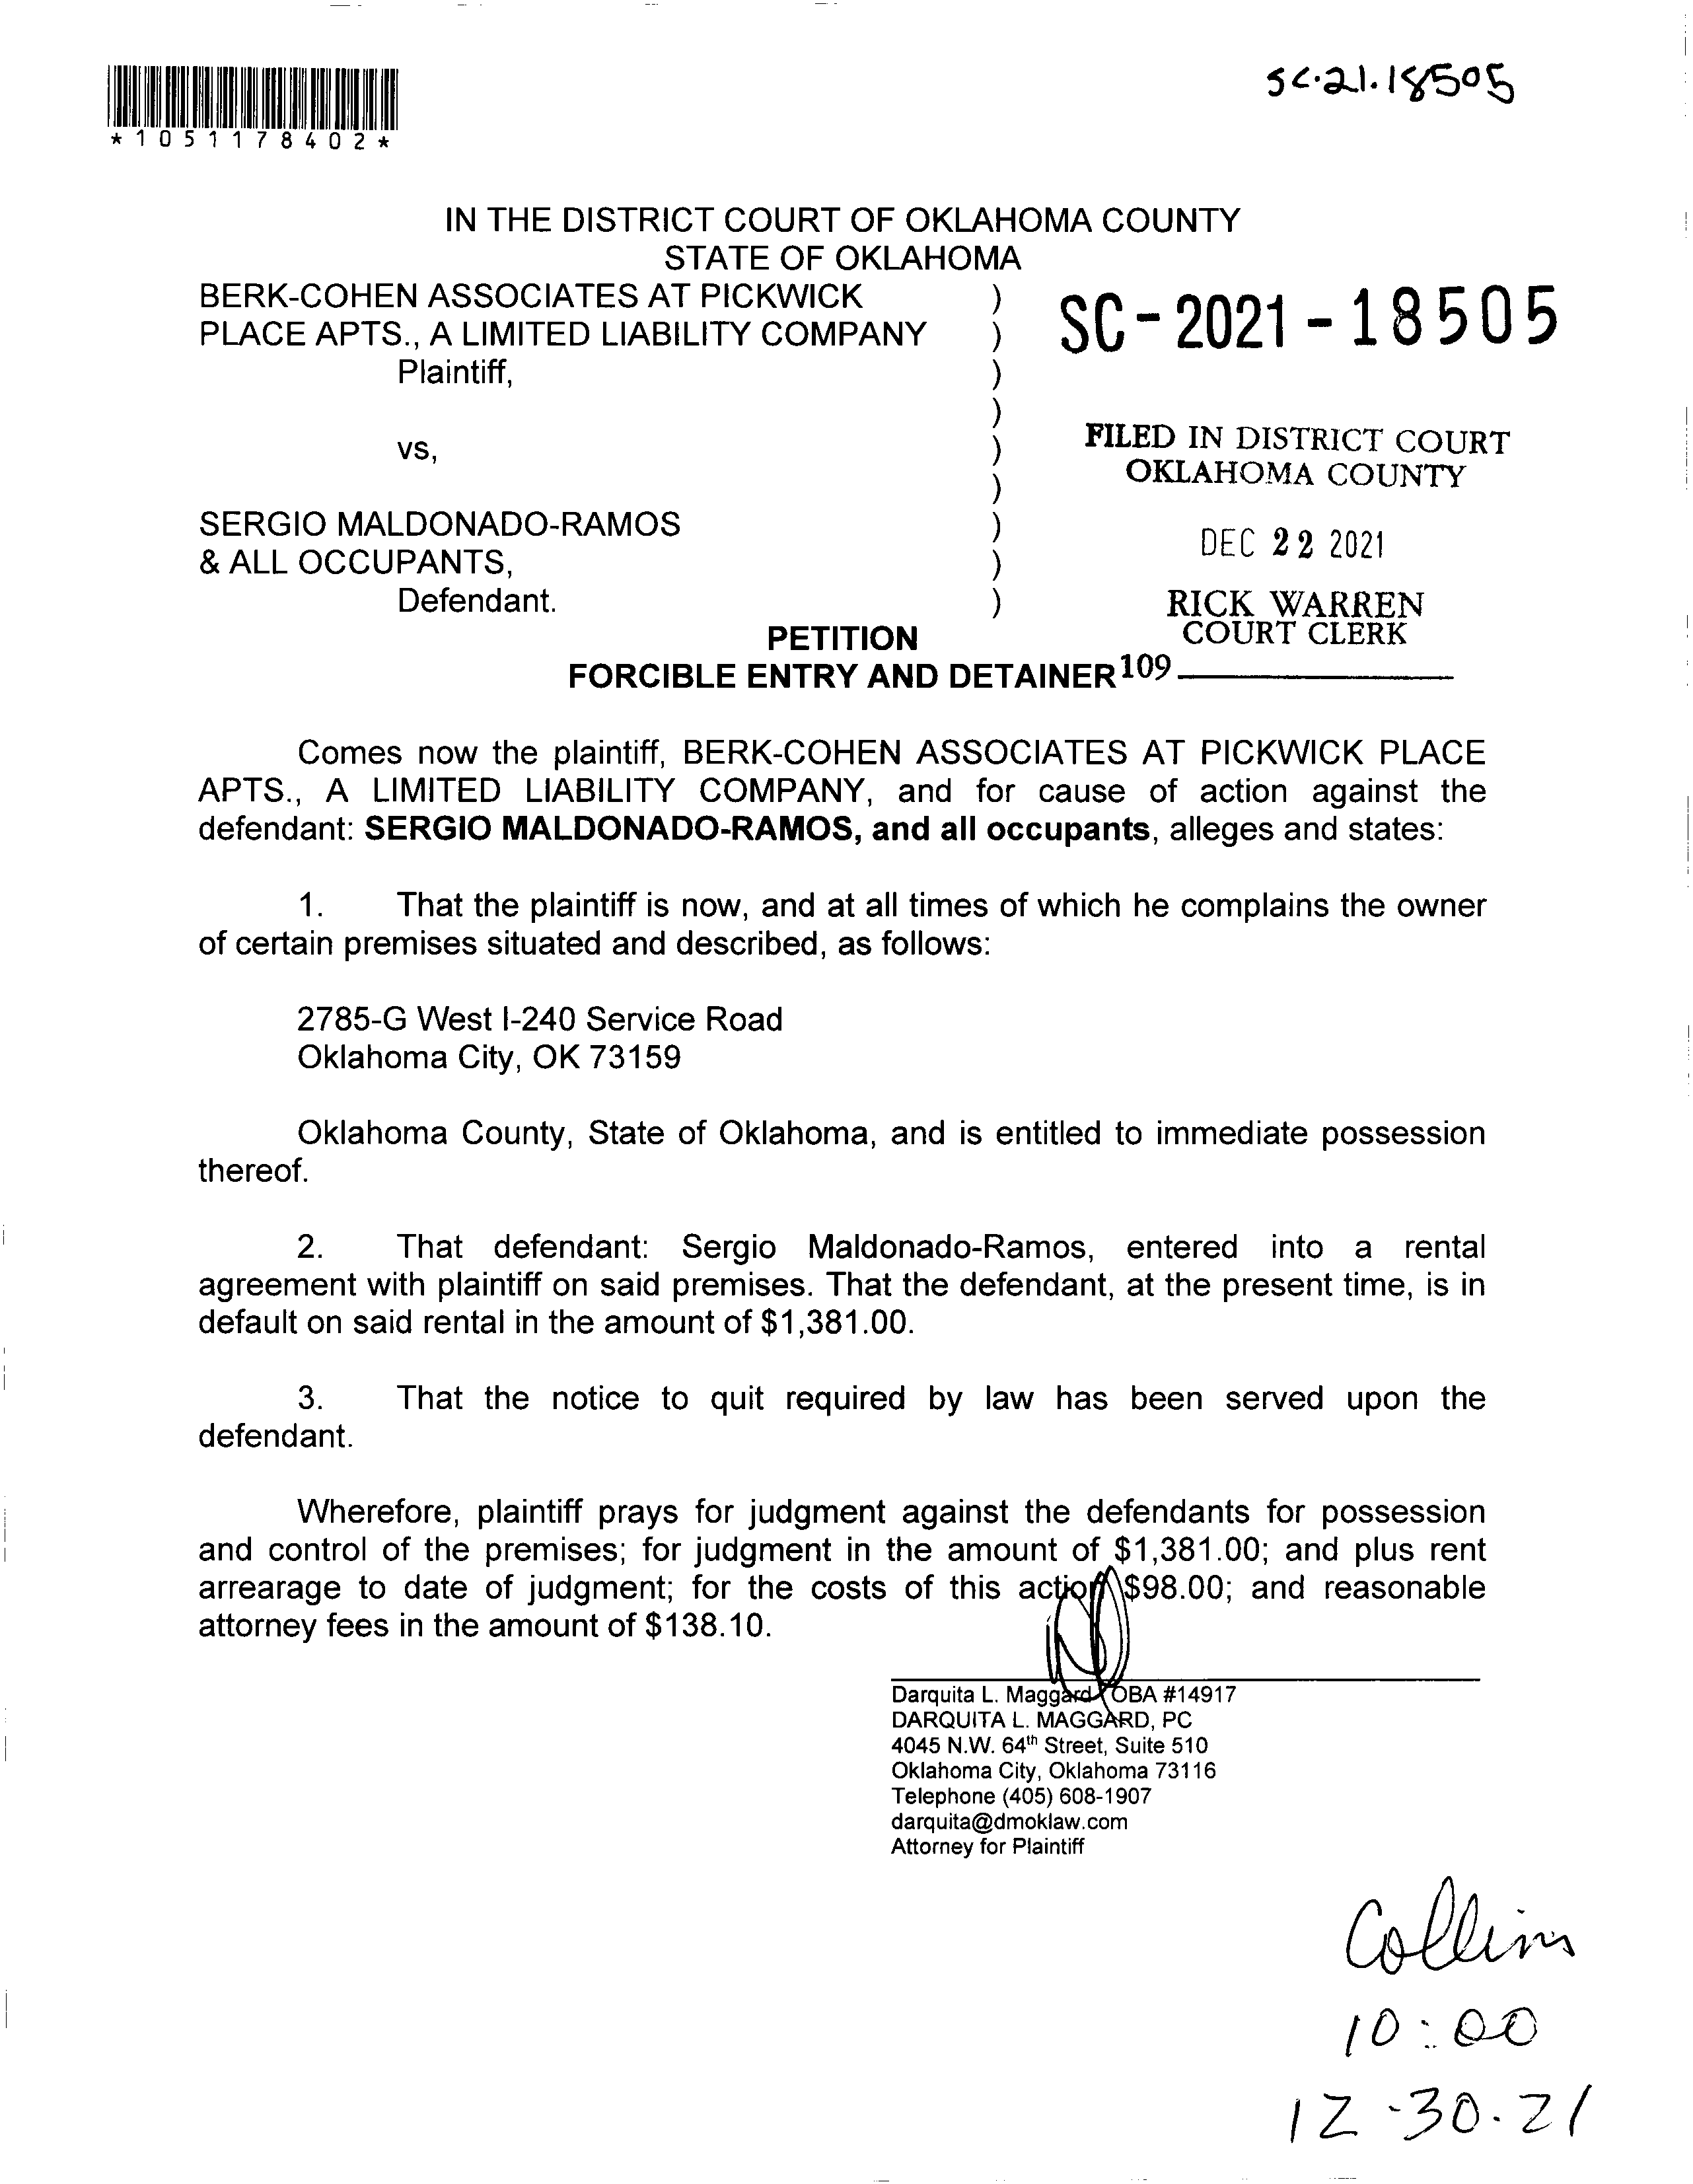 SC-21-18505
*1051178402*
IN THE DISTRICT COURT OF OKLAHOMA COUNTY
STATE OF OKLAHOMA
BERK-COHEN ASSOCIATES AT PICKWICK )
PLACE APTS., A LIMITED LIABILITY COMPANY )
Plaintiff, )
)
vs, )
)
SERGIO MALDONADO-RAMOS )
& ALL OCCUPANTS, )
Defendant. )
SC-2021-18505
FILED IN DISTRICT COURT
OKLAHOMA COUNTY
DEC 22 2021
RICK WARREN
COURT CLERK
109
PETITION
FORCIBLE ENTRY AND DETAINER
Comes now the plaintiff, BERK-COHEN ASSOCIATES AT PICKWICK PLACE
APTS., A LIMITED LIABILITY COMPANY, and for cause of action against the
defendant: SERGIO MALDONADO-RAMOS, and all occupants, alleges and states:
1. That the plaintiff is now, and at all times of which he complains the owner
of certain premises situated and described, as follows:
2785-G West I-240 Service Road
Oklahoma City, OK 73159
Oklahoma County, State of Oklahoma, and is entitled to immediate possession
thereof.
2. That defendant: Sergio Maldonado-Ramos, entered into a rental
agreement with plaintiff on said premises. That the defendant, at the present time, is in
default on said rental in the amount of $1,381.00.
3. That the notice to quit required by law has been served upon the
defendant.
Wherefore, plaintiff prays for judgment against the defendants for possession
and control of the premises; for judgment in the amount of $1,381.00; and plus rent
arrearage to date of judgment; for the costs of this action $98.00; and reasonable
attorney fees in the amount of $138.10.
Darquita L. Maggard OBA #14917
DARQUITA L. MAGGARD, PC
4045 N.W. 64th Street, Suite 510
Oklahoma City, Oklahoma 73116
Telephone (405) 608-1907
darquita@dmoklaw.com
Attorney for Plaintiff
Collins
10:00
12-30-21